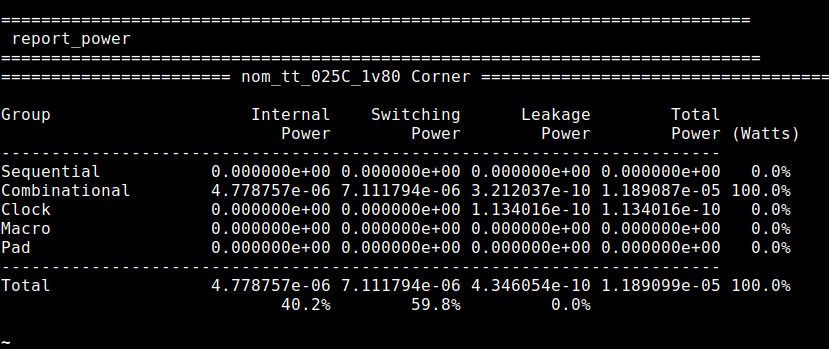 ===========================================================================
report_power
============================================================================
======================= nom_tt_025C_1v80 Corner ===================================
Group Internal Switching Leakage Total
Power Power Power Power (Watts)
------------------------------------------------------------------------
Sequential 0.000000e+00 0.000000e+00 0.000000e+00 0.000000e+00 0.0%
Combinational 4.778757e-06 7.111794e-06 3.212037e-10 1.189087e-05 100.0%
Clock 0.000000e+00 0.000000e+00 1.134016e-10 1.134016e-10 0.0%
Macro 0.000000e+00 0.000000e+00 0.000000e+00 0.000000e+00 0.0%
Pad 0.000000e+00 0.000000e+00 0.000000e+00 0.000000e+00 0.0%
------------------------------------------------------------------------
Total 4.778757e-06 7.111794e-06 4.346054e-10 1.189099e-05 100.0%
40.2% 59.8% 0.0%
~